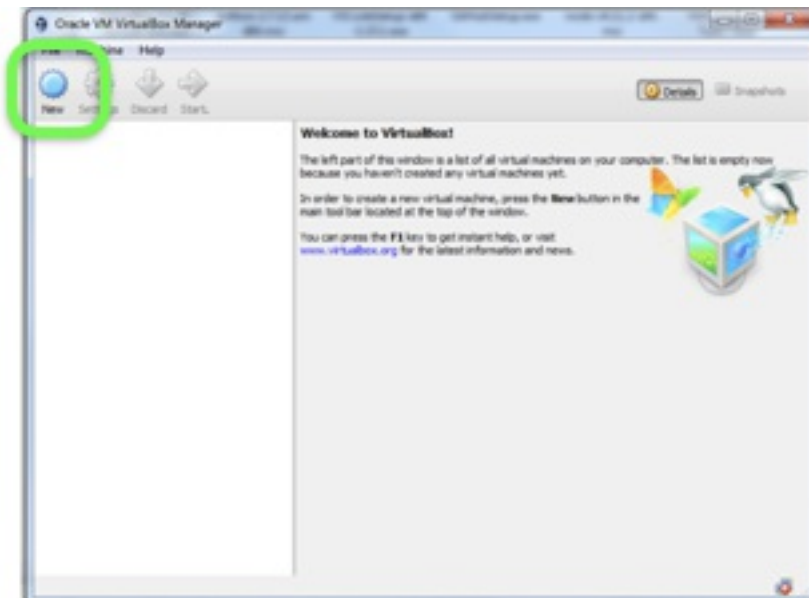 Oracle VM VirtualBox Manager
File Machine Help
New Settings Discard Start
Details Snapshots
Welcome to VirtualBox!
The left part of this window is a list of all virtual machines on your computer. The list is empty now
because you haven't created any virtual machines yet.
In order to create a new virtual machine, press the New button in the
main tool bar located at the top of the window.
You can press the F1 key to get instant help, or visit
www.virtualbox.org for the latest information and news.